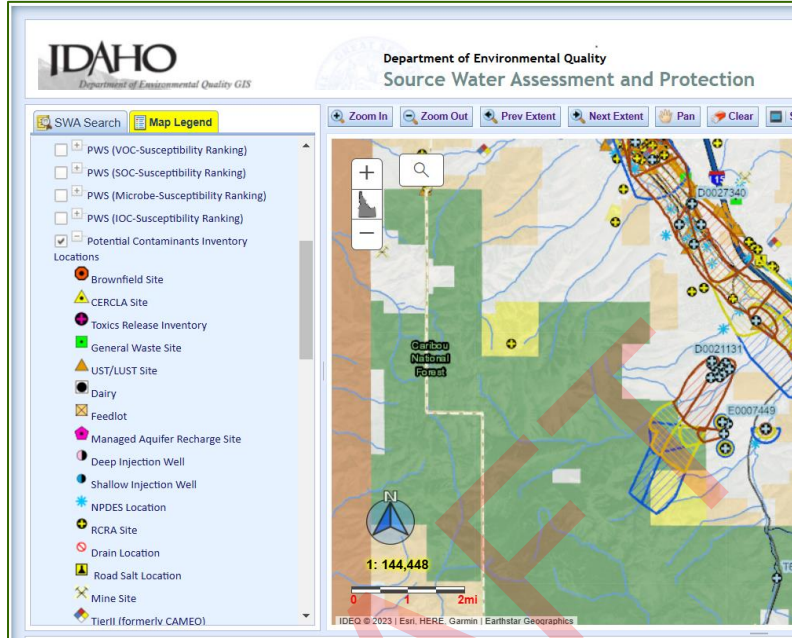 IDAHO
Department of Environmental Quality GIS
Department of Environmental Quality
Source Water Assessment and Protection
SWA Search
Map Legend
Zoom In
Zoom Out
Prev Extent
Next Extent
Pan
Clear
S
PWS (VOC-Susceptibility Ranking)
PWS (SOC-Susceptibility Ranking)
PWS (Microbe-Susceptibility Ranking)
PWS (IOC-Susceptibility Ranking)
Potential Contaminants Inventory
Locations
Brownfield Site
CERCLA Site
Toxics Release Inventory
General Waste Site
UST/LUST Site
Dairy
Feedlot
Managed Aquifer Recharge Site
Deep Injection Well
Shallow Injection Well
NPDES Location
RCRA Site
Drain Location
Road Salt Location
Mine Site
TierII (formerly CAMEO)
15
D0027340
Caribou
National
Forest
D0021131
E0007449
N
1: 144,448
0 1 2mi
IDEQ © 2023 | Esri, HERE, Garmin | Earthstar Geographics